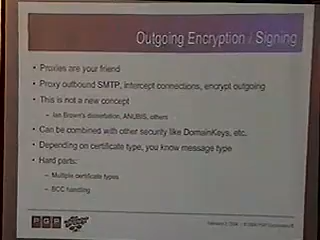 Outgoing Encryption / Signing
• Proxies are your friend
• Proxy outbound SMTP, intercept connections, encrypt outgoing
• This is not a new concept
– Ian Brown's dissertation, ANUBIS, others
• Can be combined with other security like DomainKeys, etc.
• Depending on certificate type, you know message type
• Hard parts:
– Multiple certificate types
– BCC handling
PGP